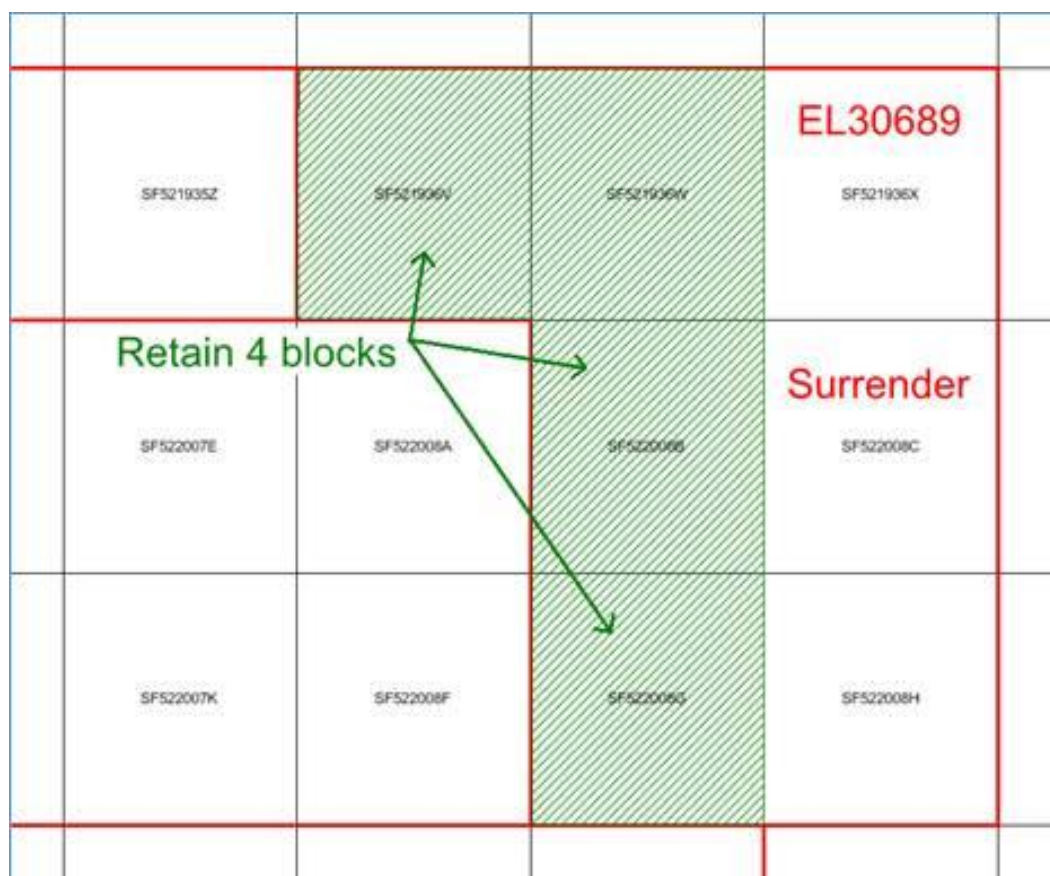 EL30689
SF521935Z
SF521936V
SF521936W
SF521936X
Retain 4 blocks
Surrender
SF522007E
SF522008A
SF522008B
SF522008C
SF522007K
SF522008F
SF522008G
SF522008H